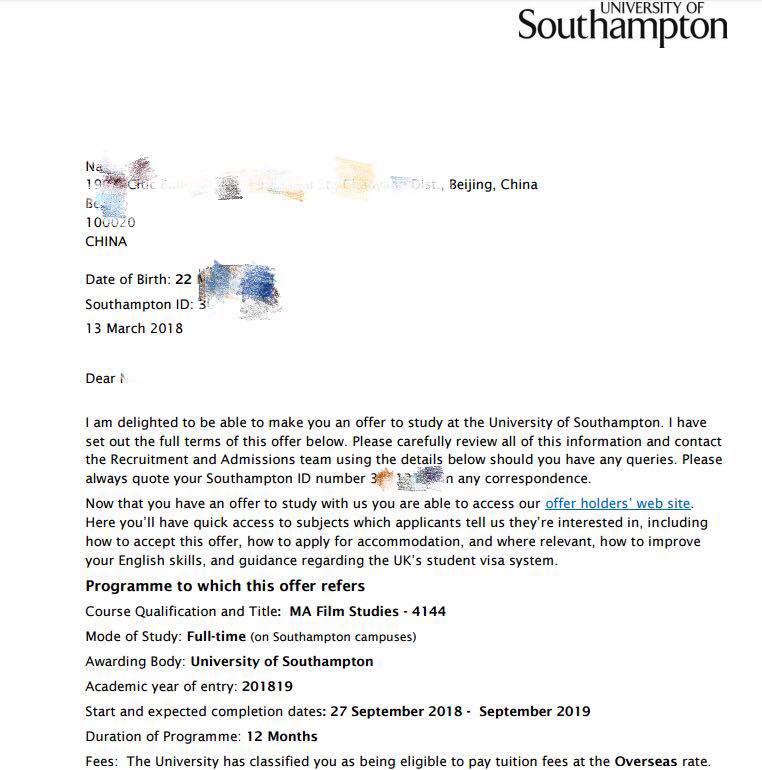 UNIVERSITY OF
Southampton
Dist., Beijing, China
100020
CHINA
Date of Birth: 22
Southampton ID: 3
13 March 2018
Dear
I am delighted to be able to make you an offer to study at the University of Southampton. I have
set out the full terms of this offer below. Please carefully review all of this information and contact
the Recruitment and Admissions team using the details below should you have any queries. Please
always quote your Southampton ID number 3 in any correspondence.
Now that you have an offer to study with us you are able to access our offer holders' web site.
Here you'll have quick access to subjects which applicants tell us they're interested in, including
how to accept this offer, how to apply for accommodation, and where relevant, how to improve
your English skills, and guidance regarding the UK's student visa system.
Programme to which this offer refers
Course Qualification and Title: MA Film Studies - 4144
Mode of Study: Full-time (on Southampton campuses)
Awarding Body: University of Southampton
Academic year of entry: 201819
Start and expected completion dates: 27 September 2018 - September 2019
Duration of Programme: 12 Months
Fees: The University has classified you as being eligible to pay tuition fees at the Overseas rate.